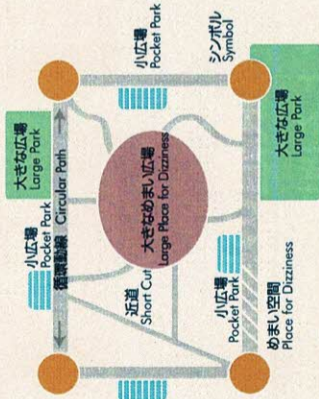 小広場
Pocket Park
シンボル
Symbol
大きな広場
Large Park
大きな広場
Large Park
循環動線 Circular Path
大きなめまい広場
Large Place for Dizziness
小広場
Pocket Park
近道
Short Cut
小広場
Pocket Park
めまい空間
Place for Dizziness